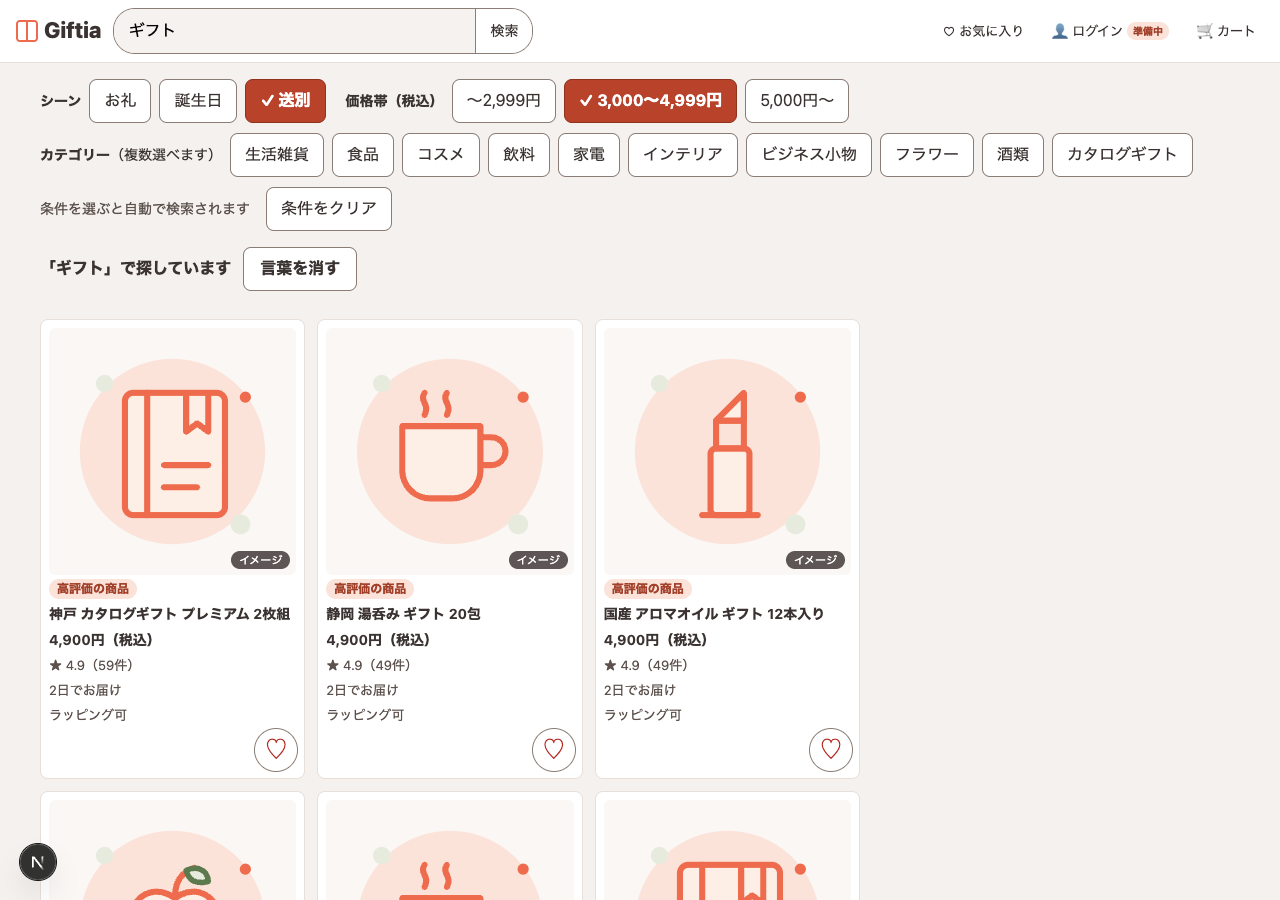 Giftia ギフト 検索 ♡ お気に入り 👤 ログイン 準備中 🛒 カート
シーン お礼 誕生日 ✓ 送別 価格帯（税込） 〜2,999円 ✓ 3,000〜4,999円 5,000円〜
カテゴリー（複数選べます） 生活雑貨 食品 コスメ 飲料 家電 インテリア ビジネス小物 フラワー 酒類 カタログギフト
条件を選ぶと自動で検索されます 条件をクリア
「ギフト」で探しています 言葉を消す
イメージ イメージ イメージ
高評価の商品 高評価の商品 高評価の商品
神戸 カタログギフト プレミアム 2枚組 静岡 湯呑み ギフト 20包 国産 アロマオイル ギフト 12本入り
4,900円（税込） 4,900円（税込） 4,900円（税込）
★ 4.9（59件） ★ 4.9（49件） ★ 4.9（49件）
2日でお届け 2日でお届け 2日でお届け
ラッピング可 ラッピング可 ラッピング可
N